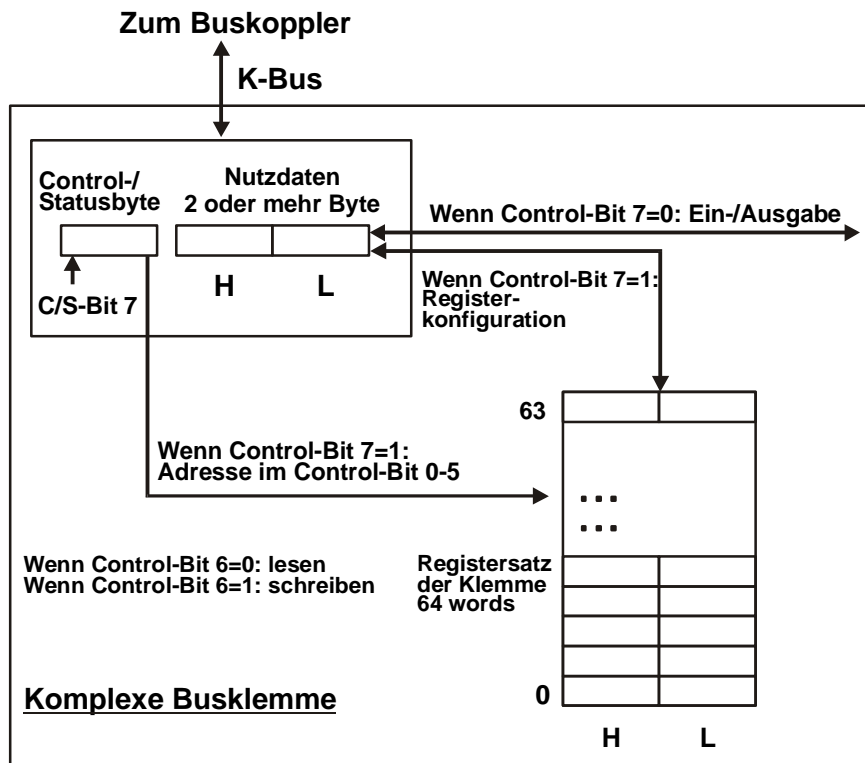 Zum Buskoppler
K-Bus
Control-/
Statusbyte
Nutzdaten
2 oder mehr Byte
Wenn Control-Bit 7=0: Ein-/Ausgabe
H
L
C/S-Bit 7
Wenn Control-Bit 7=1:
Register-
konfiguration
63
Wenn Control-Bit 7=1:
Adresse im Control-Bit 0-5
...
...
Wenn Control-Bit 6=0: lesen
Wenn Control-Bit 6=1: schreiben
Registersatz
der Klemme
64 words
Komplexe Busklemme
0
H
L